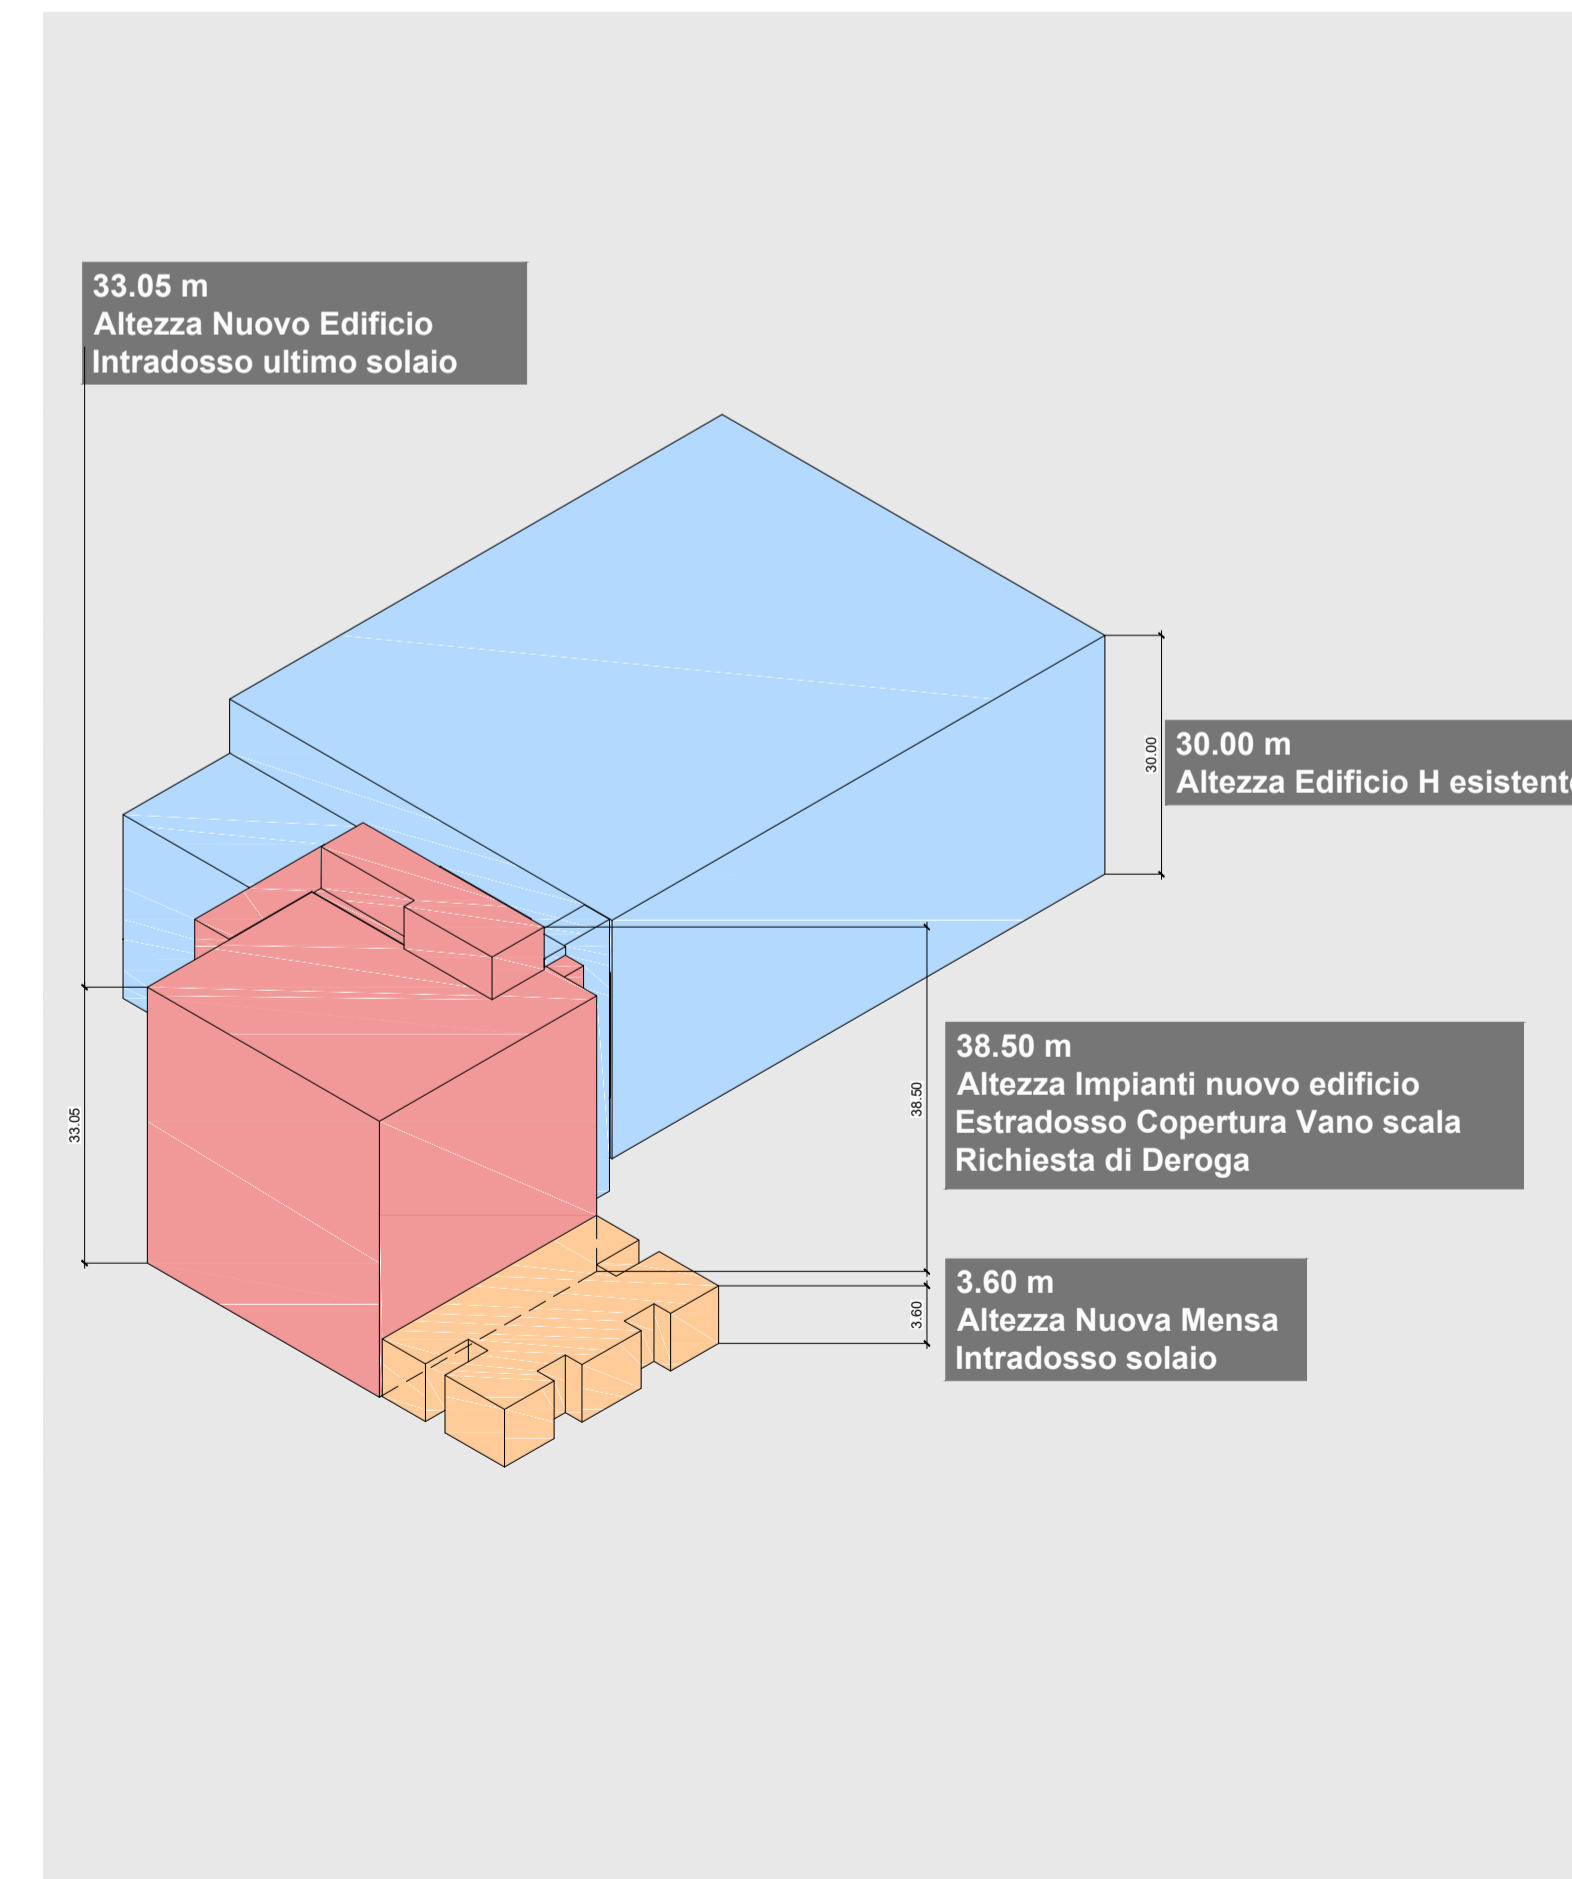 33.05 m
Altezza Nuovo Edificio
Intradosso ultimo solaio
30.00
30.00 m
Altezza Edificio H esistente
38.50 m
Altezza Impianti nuovo edificio
Estradosso Copertura Vano scala
Richiesta di Deroga
38.50
33.05
3.60 m
Altezza Nuova Mensa
Intradosso solaio
3.60